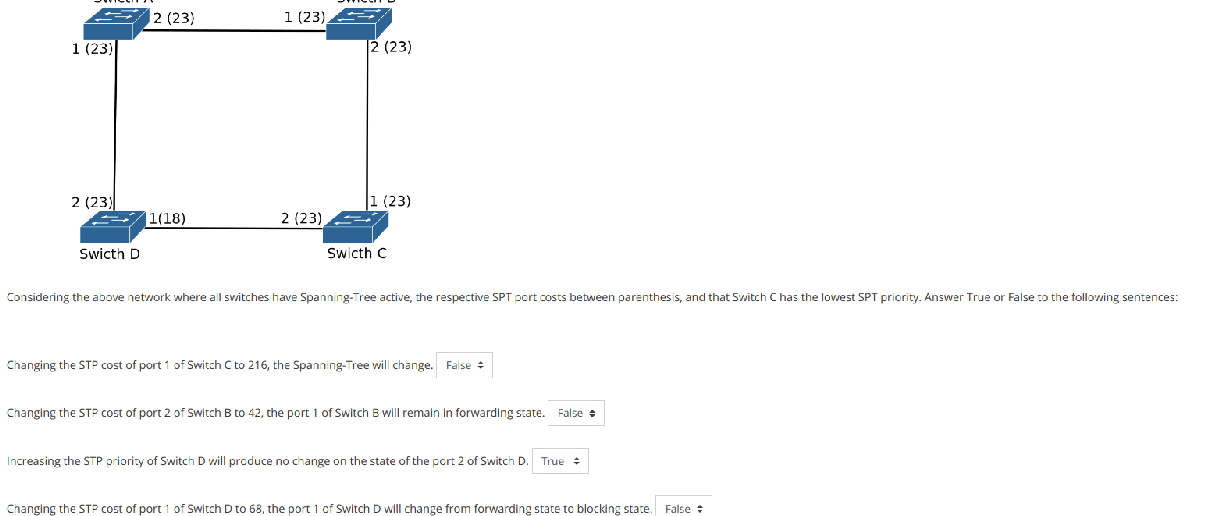 2 (23)
1 (23)
1 (23)
2 (23)
2 (23)
1 (23)
1(18)
2 (23)
Swicth D
Swicth C
Considering the above network where all switches have Spanning-Tree active, the respective SPT port costs between parenthesis, and that Switch C has the lowest SPT priority. Answer True or False to the following sentences:
Changing the STP cost of port 1 of Switch C to 216, the Spanning-Tree will change. False
Changing the STP cost of port 2 of Switch B to 42, the port 1 of Switch B will remain in forwarding state. False
Increasing the STP priority of Switch D will produce no change on the state of the port 2 of Switch D. True
Changing the STP cost of port 1 of Switch D to 68, the port 1 of Switch D will change from forwarding state to blocking state. False